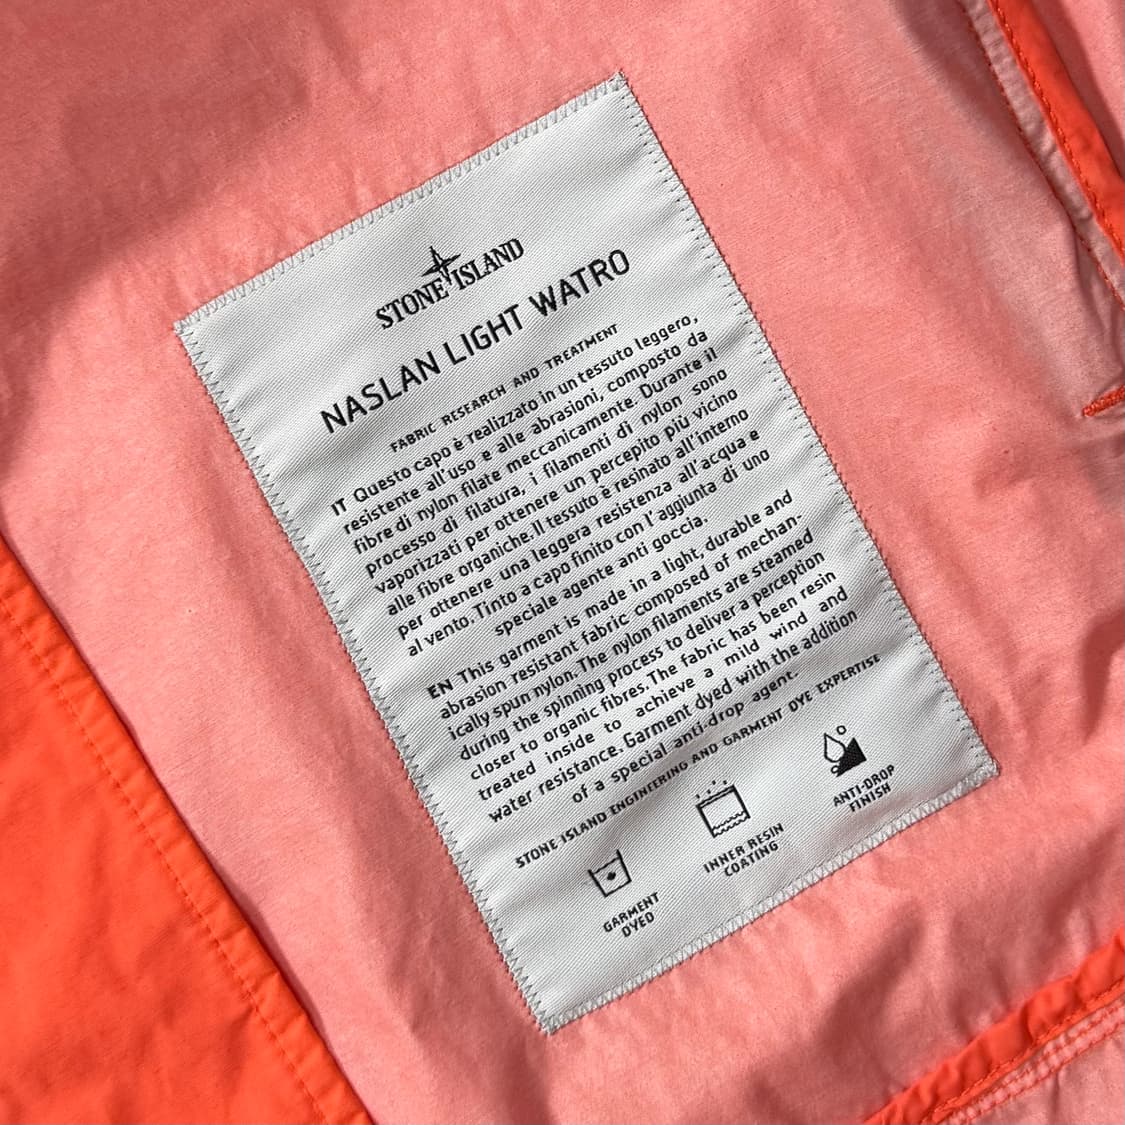 STONE ISLAND
NASLAN LIGHT WATRO
FABRIC RESEARCH AND TREATMENT
IT Questo capo è realizzato in un tessuto leggero,
resistente all'uso e alle abrasioni, composto da
fibre di nylon filate meccanicamente. Durante il
processo di filatura, i filamenti di nylon sono
vaporizzati per ottenere un percepito più vicino
alle fibre organiche. Il tessuto è resinato all'interno
per ottenere una leggera resistenza all'acqua e
al vento. Tinto a capo finito con l'aggiunta di uno
speciale agente anti goccia.
EN This garment is made in a light, durable and
abrasion resistant fabric composed of mechan-
ically spun nylon. The nylon filaments are steamed
during the spinning process to deliver a perception
closer to organic fibres. The fabric has been resin
treated inside to achieve a mild wind and
water resistance. Garment dyed with the addition
of a special anti-drop agent.
STONE ISLAND ENGINEERING AND GARMENT DYE EXPERTISE
GARMENT
DYED
INNER RESIN
COATING
ANTI-DROP
FINISH